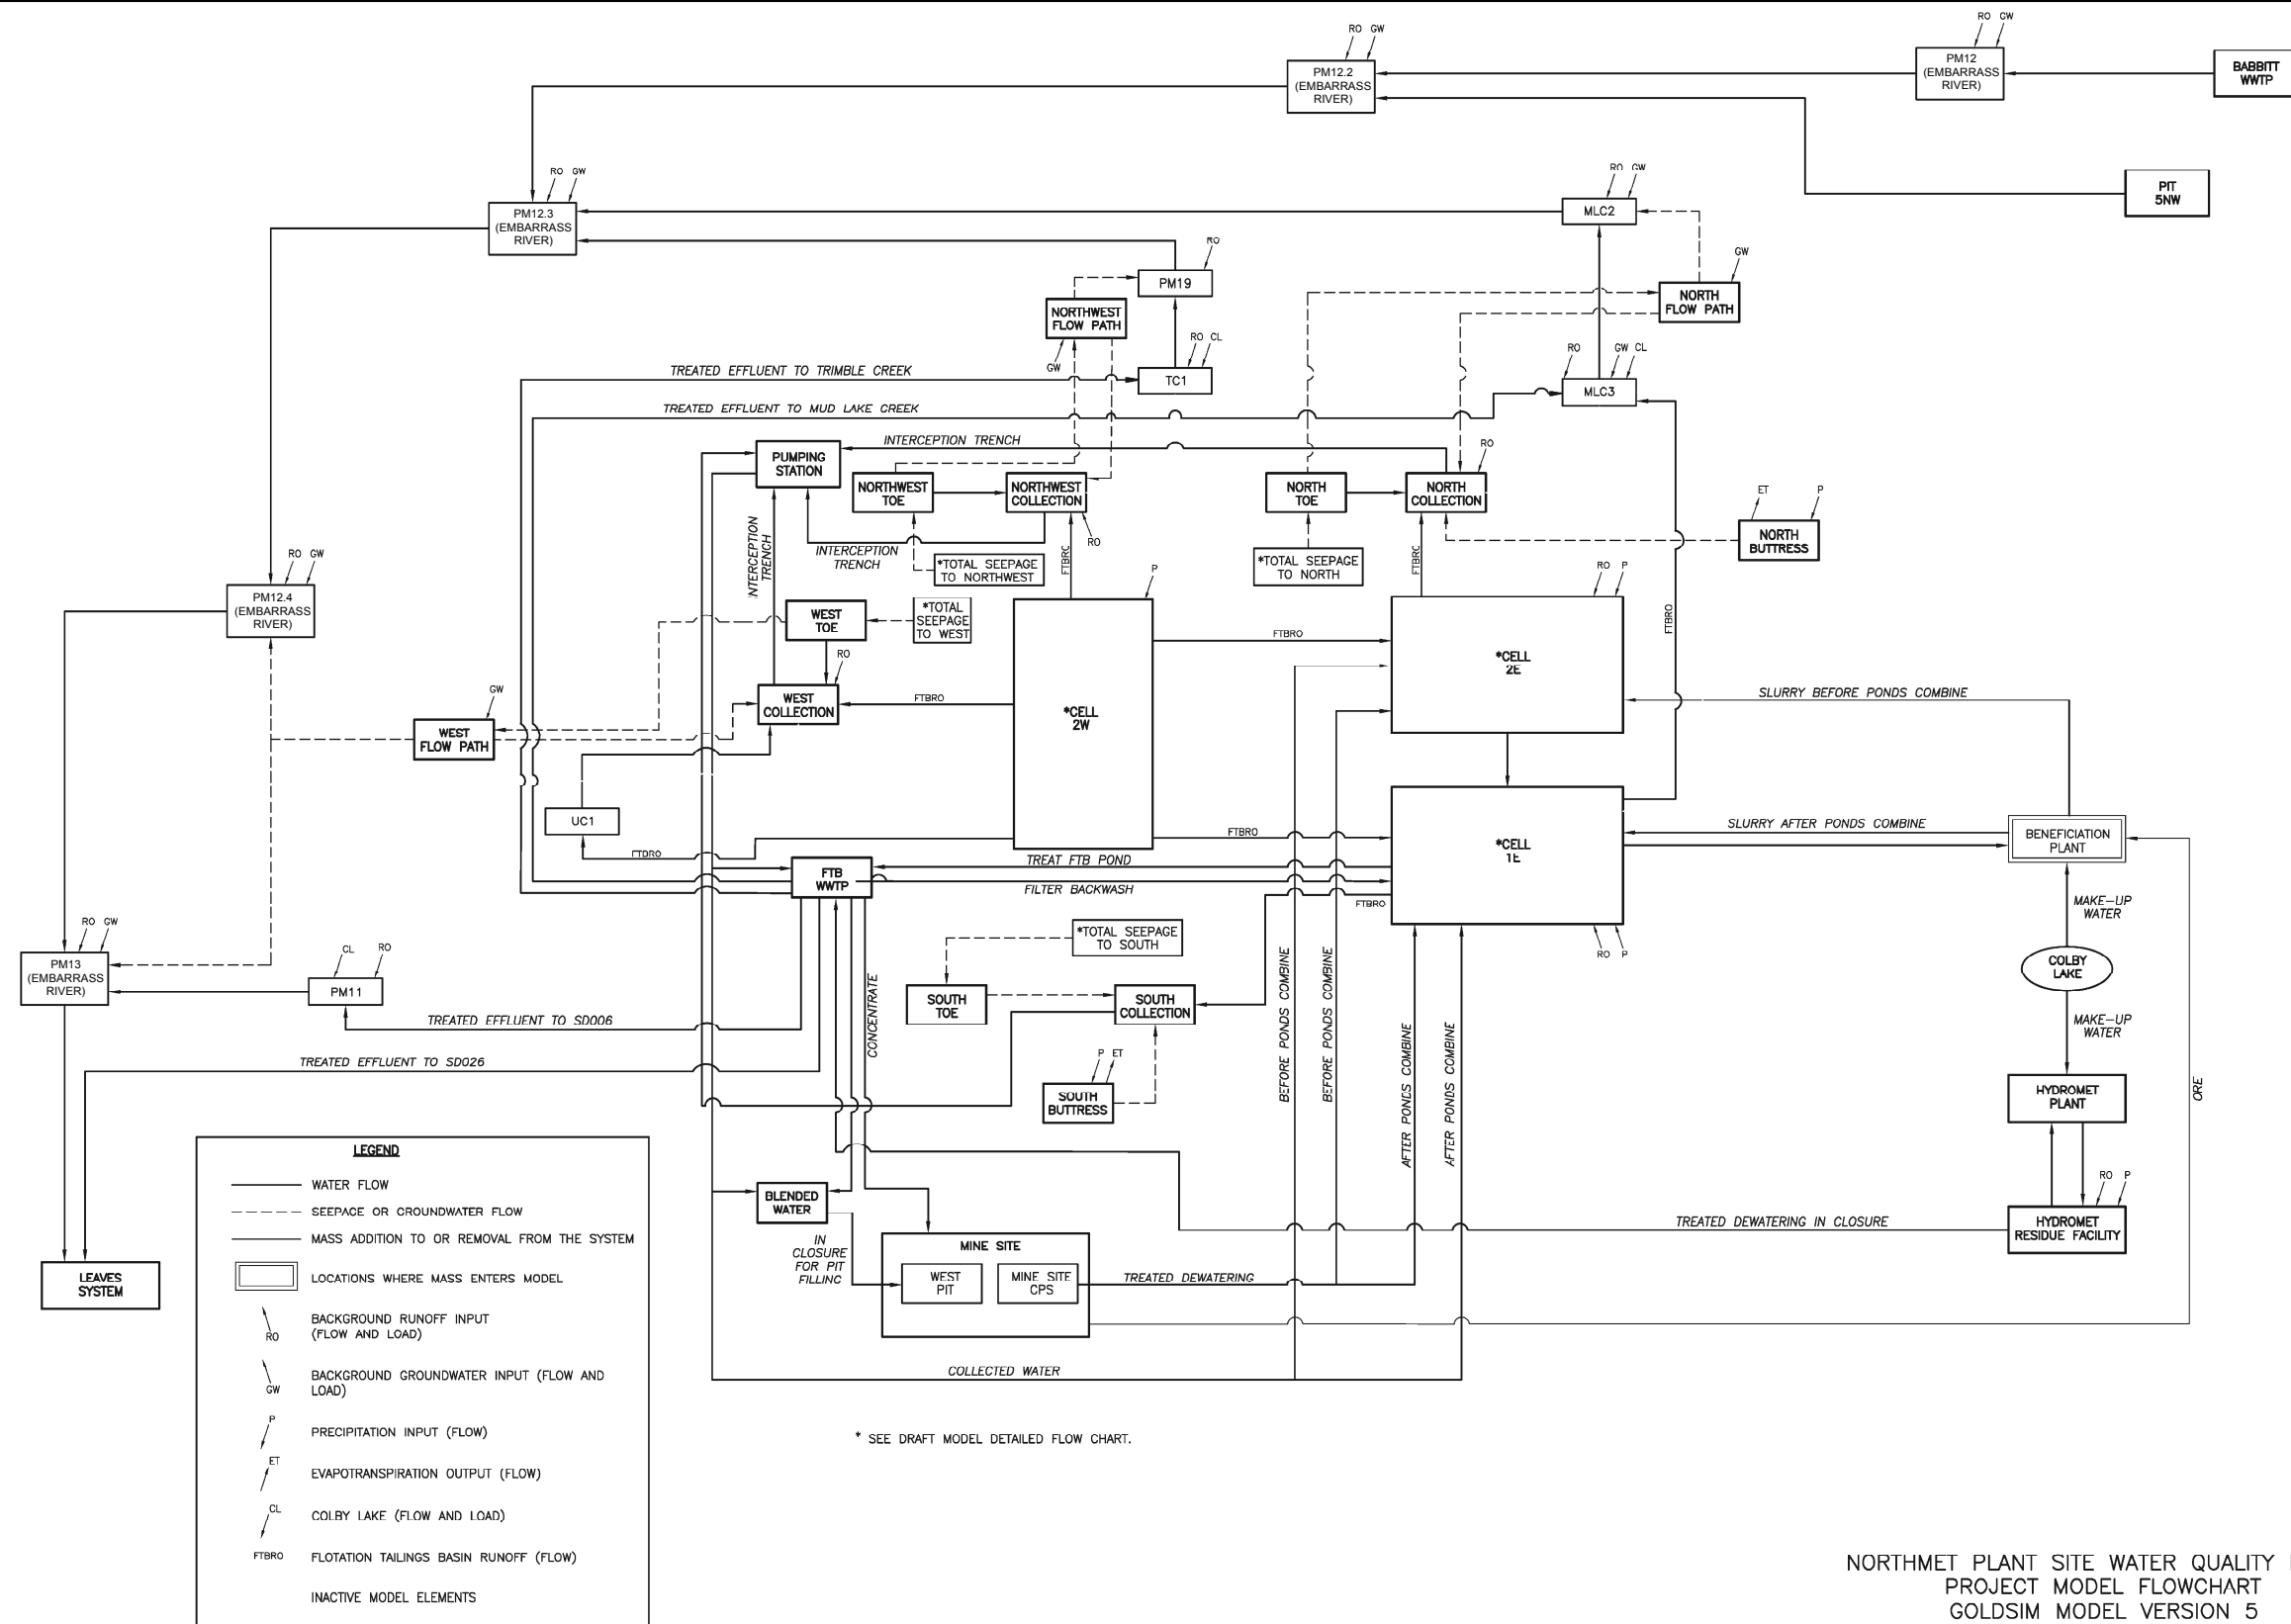 RO GW
PM12.2
(EMBARRASS
RIVER)
RO GW
PM12
(EMBARRASS
RIVER)
BABBITT
WWTP
PIT
5NW
RO GW
PM12.3
(EMBARRASS
RIVER)
RO GW
MLC2
RO
PM19
GW
NORTH
FLOW PATH
NORTHWEST
FLOW PATH
GW
RO CL
TC1
RO GW CL
MLC3
TREATED EFFLUENT TO TRIMBLE CREEK
TREATED EFFLUENT TO MUD LAKE CREEK
INTERCEPTION TRENCH
PUMPING
STATION
NORTHWEST
TOE
NORTHWEST
COLLECTION
RO
NORTH
TOE
NORTH
COLLECTION
RO
ET P
NORTH
BUTTRESS
INTERCEPTION
TRENCH
INTERCEPTION
TRENCH
*TOTAL SEEPAGE
TO NORTHWEST
FTBRO
*TOTAL SEEPAGE
TO NORTH
FTBRO
RO GW
PM12.4
(EMBARRASS
RIVER)
WEST
TOE
*TOTAL
SEEPAGE
TO WEST
P
*CELL
2W
FTBRO
RO P
*CELL
2E
FTBRO
RO
WEST
COLLECTION
FTBRO
GW
WEST
FLOW PATH
SLURRY BEFORE PONDS COMBINE
UC1
FTBRO
FTBRO
*CELL
1E
SLURRY AFTER PONDS COMBINE
BENEFICIATION
PLANT
FTB
WWTP
TREAT FTB POND
FILTER BACKWASH
FTBRO
RO P
MAKE-UP
WATER
COLBY
LAKE
MAKE-UP
WATER
RO GW
PM13
(EMBARRASS
RIVER)
CL RO
PM11
*TOTAL SEEPAGE
TO SOUTH
SOUTH
TOE
SOUTH
COLLECTION
P ET
SOUTH
BUTTRESS
CONCENTRATE
BEFORE PONDS COMBINE
BEFORE PONDS COMBINE
AFTER PONDS COMBINE
AFTER PONDS COMBINE
TREATED EFFLUENT TO SD006
TREATED EFFLUENT TO SD026
HYDROMET
PLANT
ORE
RO P
HYDROMET
RESIDUE FACILITY
TREATED DEWATERING IN CLOSURE
BLENDED
WATER
IN
CLOSURE
FOR PIT
FILLING
MINE SITE
WEST
PIT
MINE SITE
CPS
TREATED DEWATERING
COLLECTED WATER
LEAVES
SYSTEM
LEGEND
WATER FLOW
SEEPAGE OR GROUNDWATER FLOW
MASS ADDITION TO OR REMOVAL FROM THE SYSTEM
LOCATIONS WHERE MASS ENTERS MODEL
RO
BACKGROUND RUNOFF INPUT
(FLOW AND LOAD)
GW
BACKGROUND GROUNDWATER INPUT (FLOW AND
LOAD)
P
PRECIPITATION INPUT (FLOW)
ET
EVAPOTRANSPIRATION OUTPUT (FLOW)
CL
COLBY LAKE (FLOW AND LOAD)
FTBRO
FLOTATION TAILINGS BASIN RUNOFF (FLOW)
INACTIVE MODEL ELEMENTS
* SEE DRAFT MODEL DETAILED FLOW CHART.
NORTHMET PLANT SITE WATER QUALITY
PROJECT MODEL FLOWCHART
GOLDSIM MODEL VERSION 5